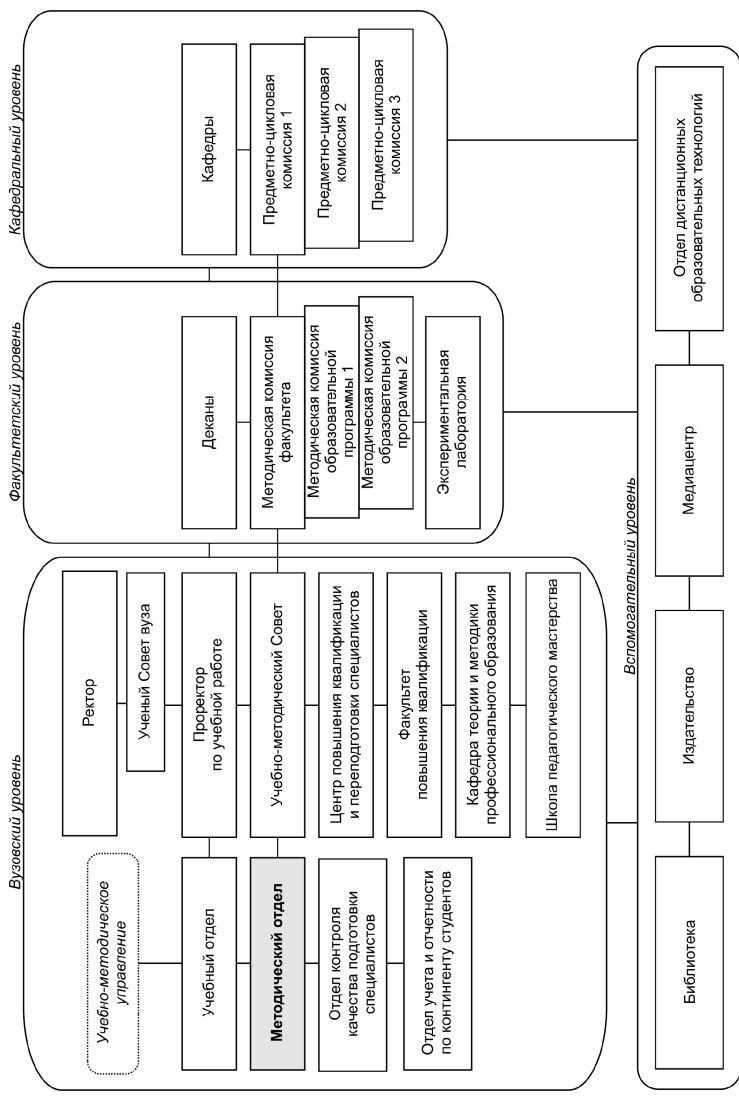 Вузовский уровень
Учебно-методическое
управление
Учебный отдел
Методический отдел
Отдел контроля
качества подготовки
специалистов
Отдел учета и отчетности
по контингенту студентов
Ректор
Ученый Совет вуза
Проректор
по учебной работе
Учебно-методический Совет
Центр повышения квалификации
и переподготовки специалистов
Факультет
повышения квалификации
Кафедра теории и методики
профессионального образования
Школа педагогического мастерства
Факультетский уровень
Деканы
Методическая комиссия
факультета
Методическая комиссия
образовательной
программы 1
Методическая комиссия
образовательной
программы 2
Экспериментальная
лаборатория
Кафедральный уровень
Кафедры
Предметно-цикловая
комиссия 1
Предметно-цикловая
комиссия 2
Предметно-цикловая
комиссия 3
Вспомогательный уровень
Библиотека
Издательство
Медиацентр
Отдел дистанционных
образовательных технологий